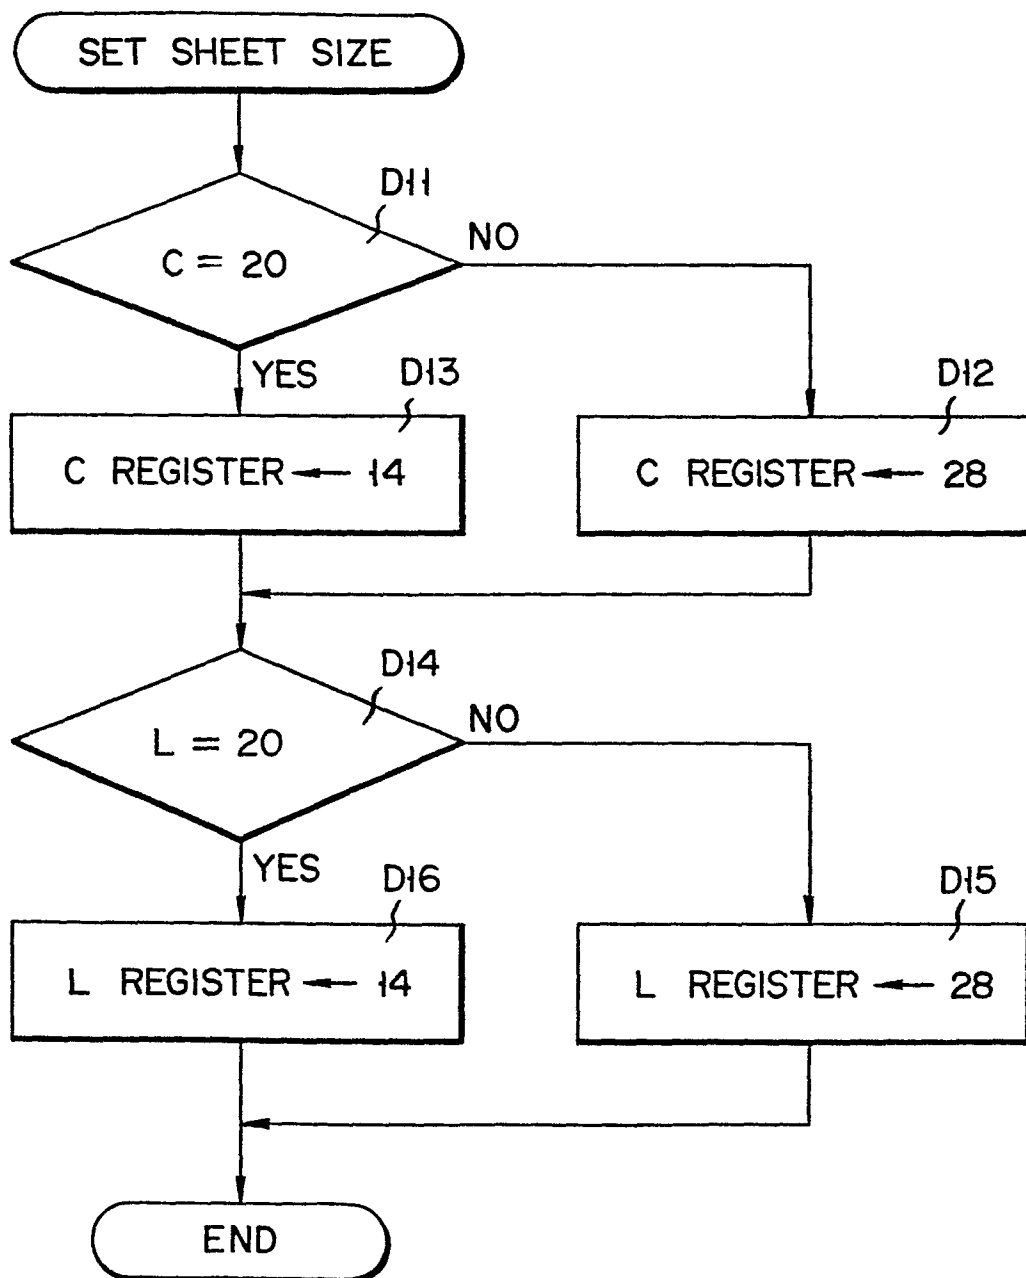 SET SHEET SIZE
D11
C = 20
NO
YES
D13
C REGISTER ← 14
D12
C REGISTER ← 28
D14
L = 20
NO
YES
D16
L REGISTER ← 14
D15
L REGISTER ← 28
END